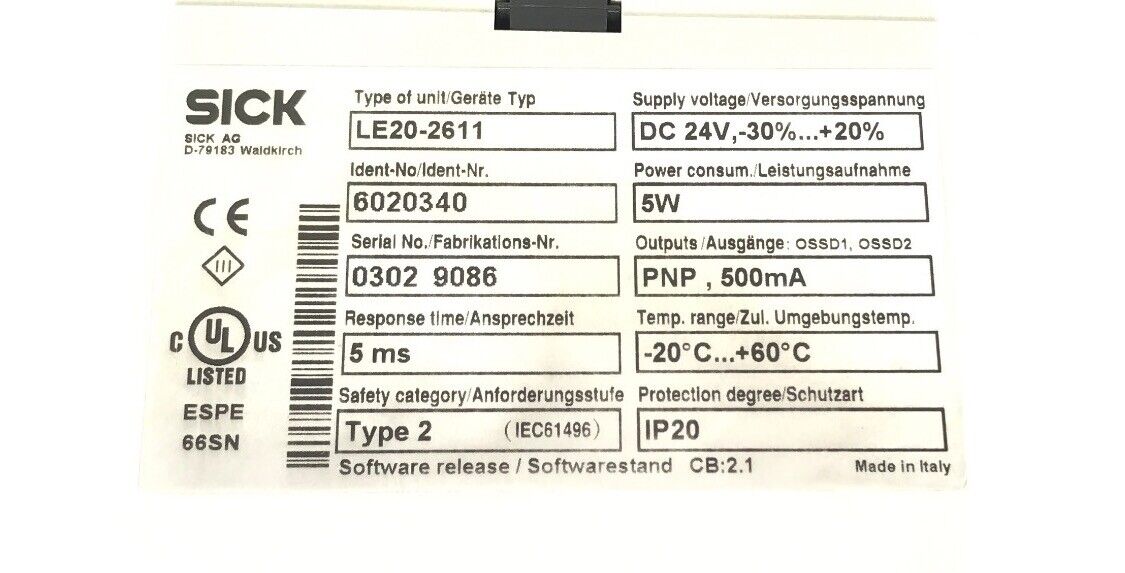 SICK
SICK AG
D-79183 Waldkirch
CE
III
C UL US
LISTED
ESPE
66SN
Type of unit/Geräte Typ
LE20-2611
Ident-No/Ident-Nr.
6020340
Serial No./Fabrikations-Nr.
0302 9086
Response time/Ansprechzeit
5 ms
Safety category/Anforderungsstufe
Type 2 (IEC61496)
Supply voltage/Versorgungsspannung
DC 24V,-30%...+20%
Power consum./Leistungsaufnahme
5W
Outputs/Ausgänge: OSSD1, OSSD2
PNP , 500mA
Temp. range/Zul. Umgebungstemp.
-20°C...+60°C
Protection degree/Schutzart
IP20
Software release / Softwarestand CB:2.1
Made in Italy